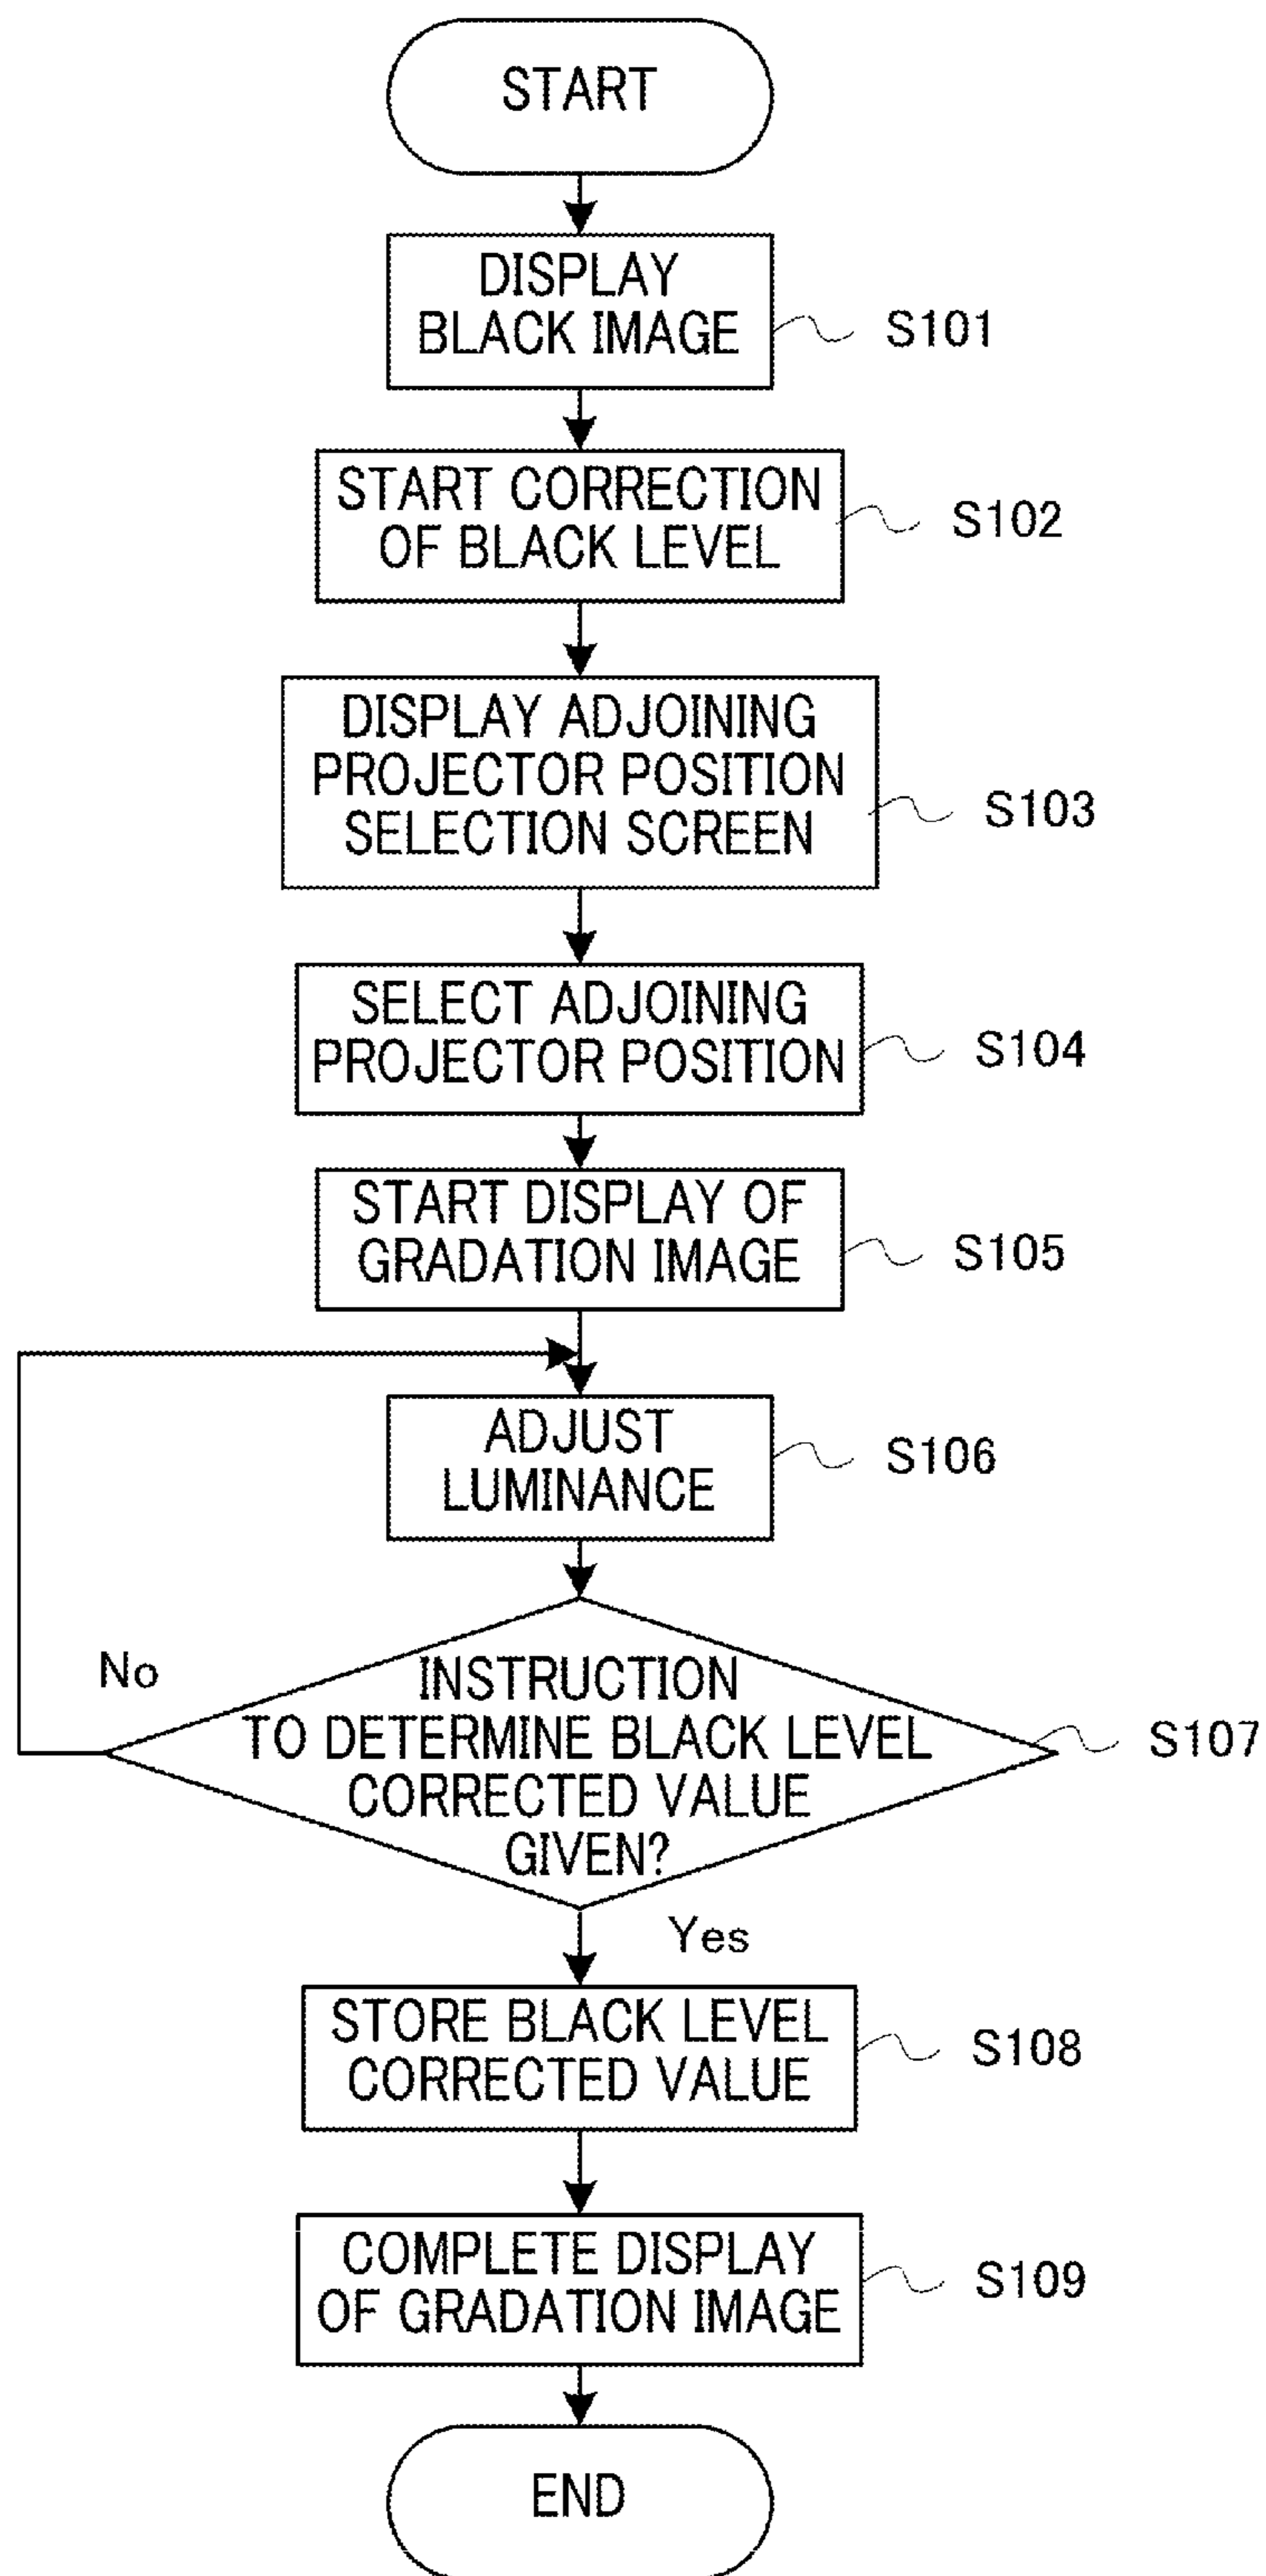 START
DISPLAY
BLACK IMAGE
S101
START CORRECTION
OF BLACK LEVEL
S102
DISPLAY ADJOINING
PROJECTOR POSITION
SELECTION SCREEN
S103
SELECT ADJOINING
PROJECTOR POSITION
S104
START DISPLAY OF
GRADATION IMAGE
S105
ADJUST
LUMINANCE
S106
No
INSTRUCTION
TO DETERMINE BLACK LEVEL
CORRECTED VALUE
GIVEN?
S107
Yes
STORE BLACK LEVEL
CORRECTED VALUE
S108
COMPLETE DISPLAY
OF GRADATION IMAGE
S109
END